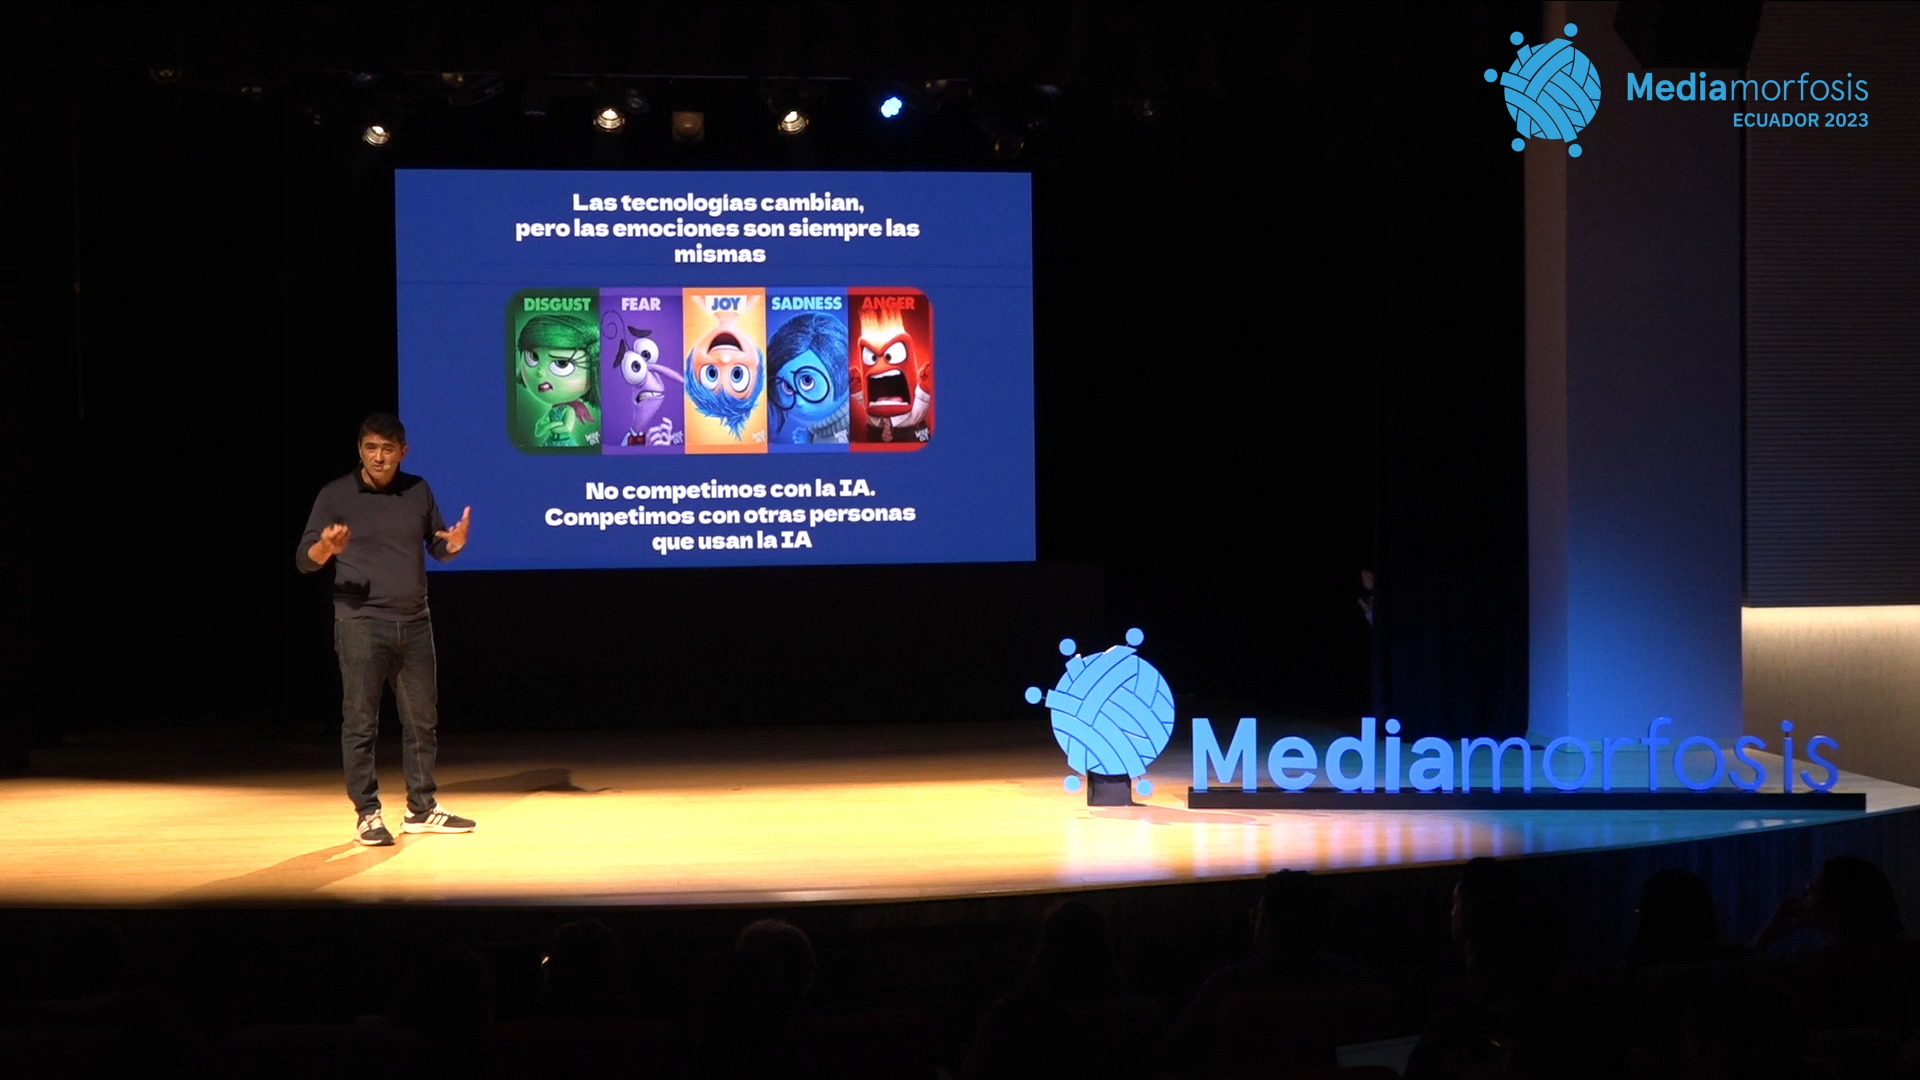 Mediamorfosis
ECUADOR 2023
Las tecnologías cambian,
pero las emociones son siempre las
mismas
DISGUST FEAR JOY SADNESS ANGER
No competimos con la IA.
Competimos con otras personas
que usan la IA
Mediamorfosis